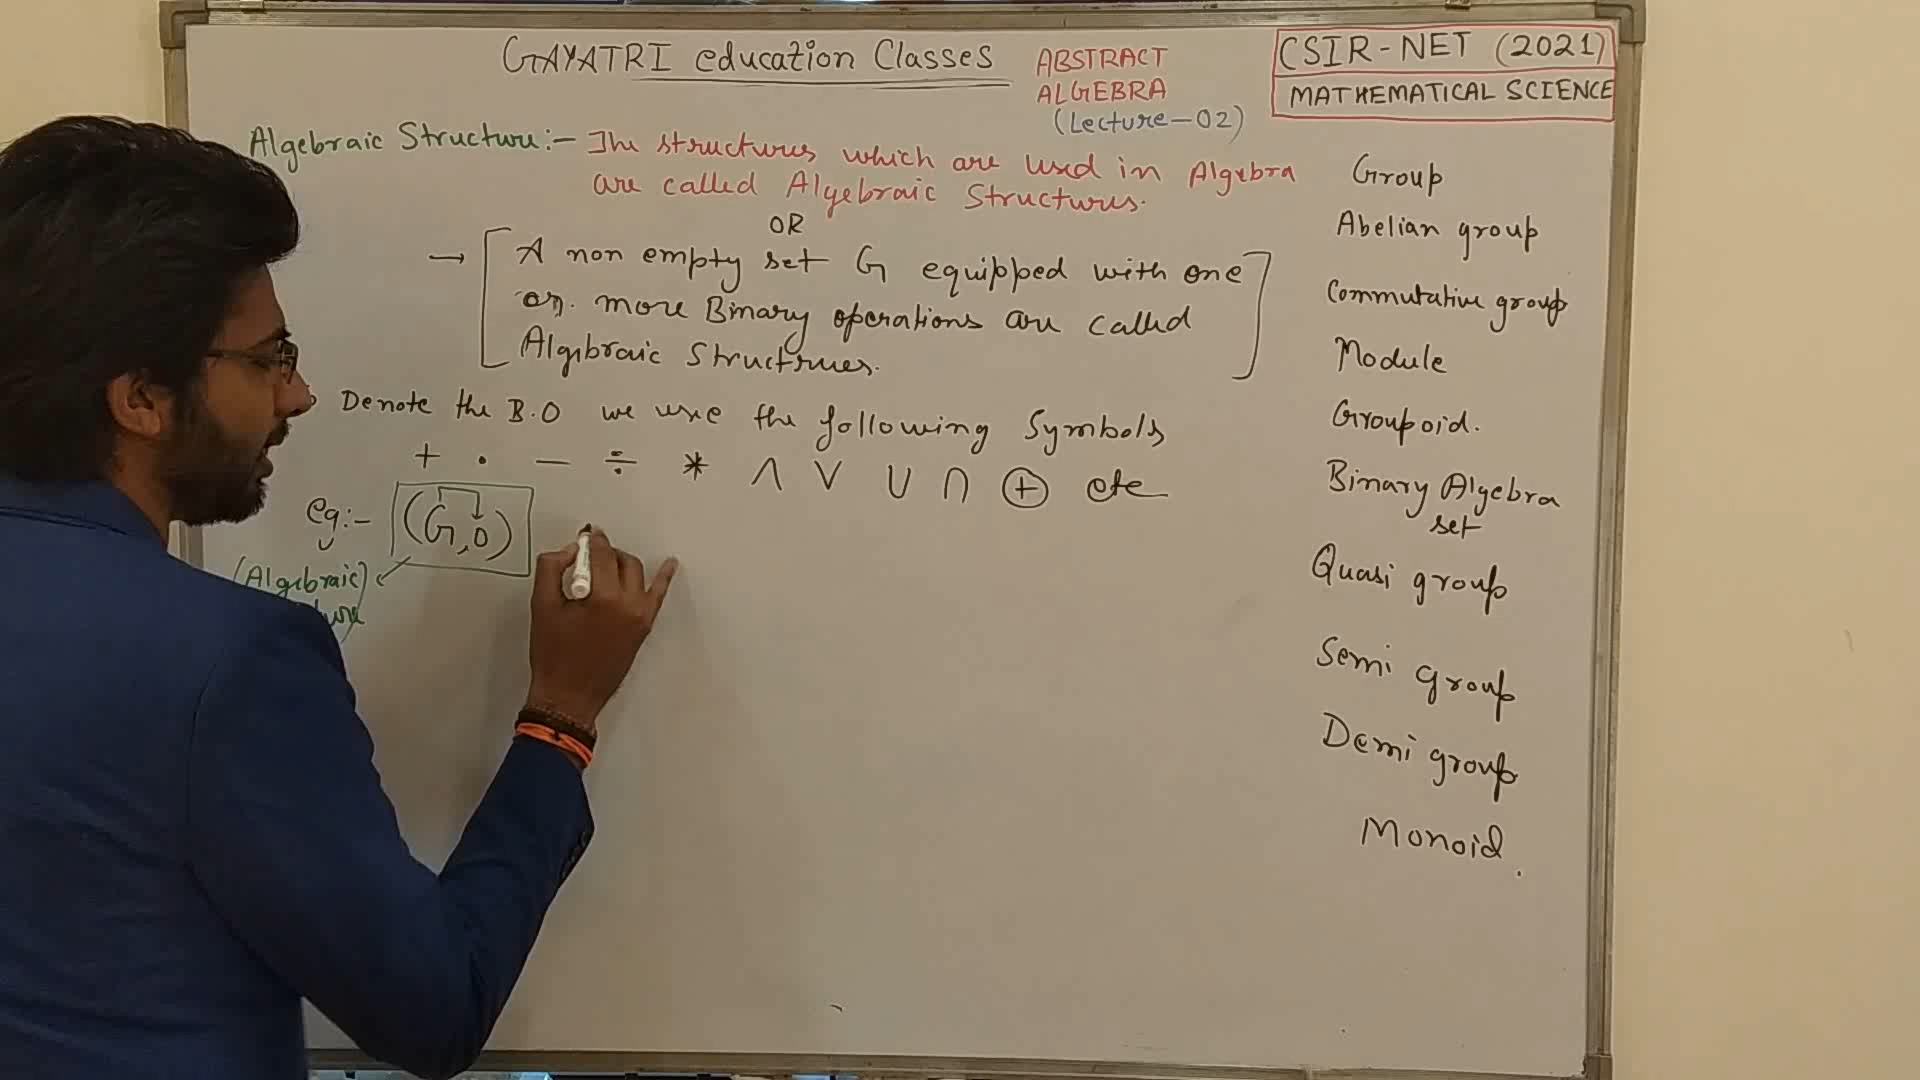 GAYATRI education Classes
ABSTRACT
ALGEBRA
(Lecture-02)
CSIR-NET (2021)
MATHEMATICAL SCIENCE
Algebraic Structure:- The structures which are used in Algebra
are called Algebraic Structures.
OR
→ [ A non empty set G equipped with one
or. more Binary operations are called
Algebraic Structrues. ]
Denote the B.O we use the following Symbols
+ · − ÷ * ∧ ∨ ∪ ∩ ⊕ etc
eg:- (G,o)
(Algebraic)
Group
Abelian group
Commutative group
Module
Groupoid.
Binary Algebra
set
Quasi group
Semi group
Demi group
Monoid.